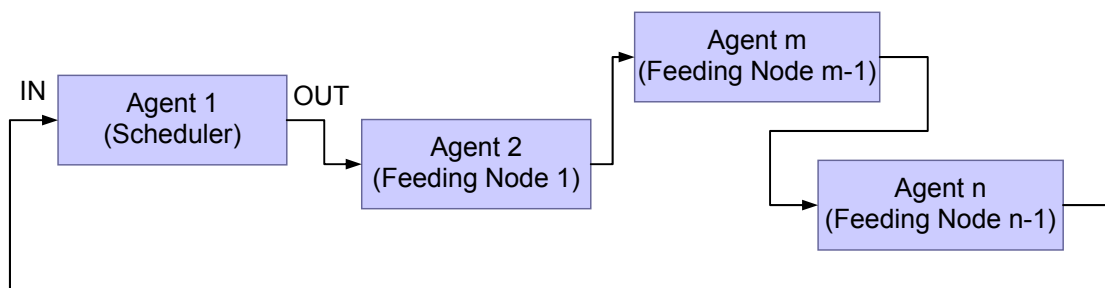 IN
Agent 1
(Scheduler)
OUT
Agent 2
(Feeding Node 1)
Agent m
(Feeding Node m-1)
Agent n
(Feeding Node n-1)